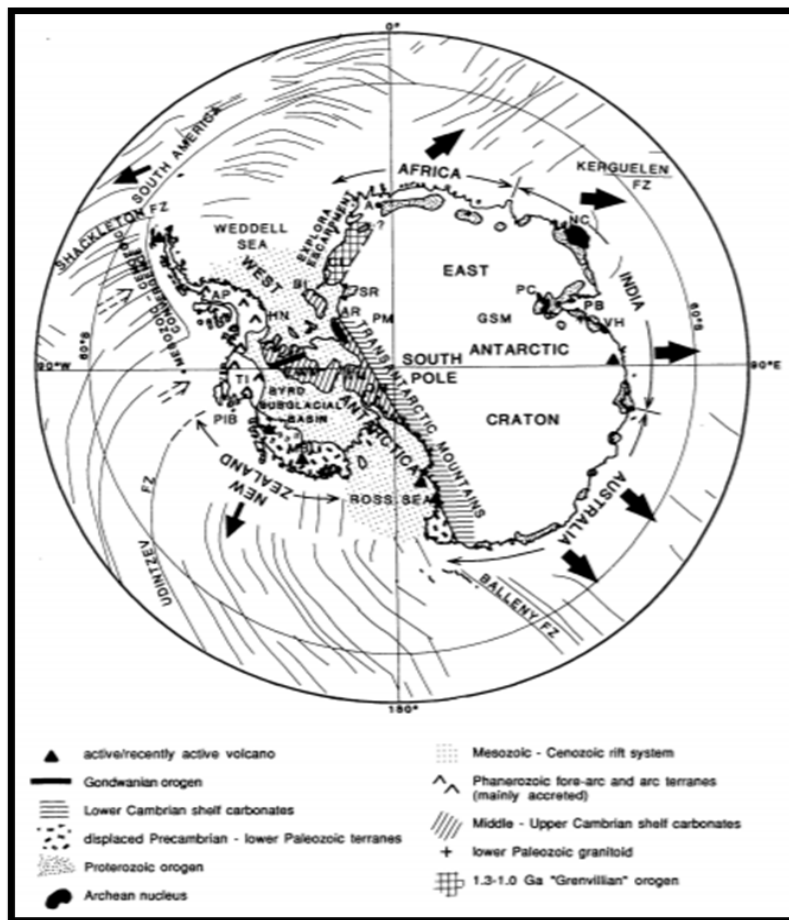 0°
AFRICA
KERGUELEN
FZ
SOUTH AMERICA
SHACKLETON FZ
WEDDELL
SEA
EXPLORA
ESCARPMENT
A
?
NC
WEST
EAST
INDIA
60°S
AP
BI
SR
HN
AR
PM
PC
PB
GSM
VH
MESOZOIC
TRANSANTARCTIC MOUNTAINS
ANTARCTIC
SOUTH
POLE
60°S
90°W
90°E
TI
BYRD
SUBGLACIAL
BASIN
PIB
ANTARCTICA
CRATON
NEW ZEALAND
ROSS SEA
AUSTRALIA
UDINTZEV FZ
BALLENY FZ
180°
active/recently active volcano
Gondwanian orogen
Lower Cambrian shelf carbonates
displaced Precambrian - lower Paleozoic terranes
Proterozoic orogen
Archean nucleus
Mesozoic - Cenozoic rift system
Phanerozoic fore-arc and arc terranes
(mainly accreted)
Middle - Upper Cambrian shelf carbonates
lower Paleozoic granitoid
1.3-1.0 Ga "Grenvillian" orogen